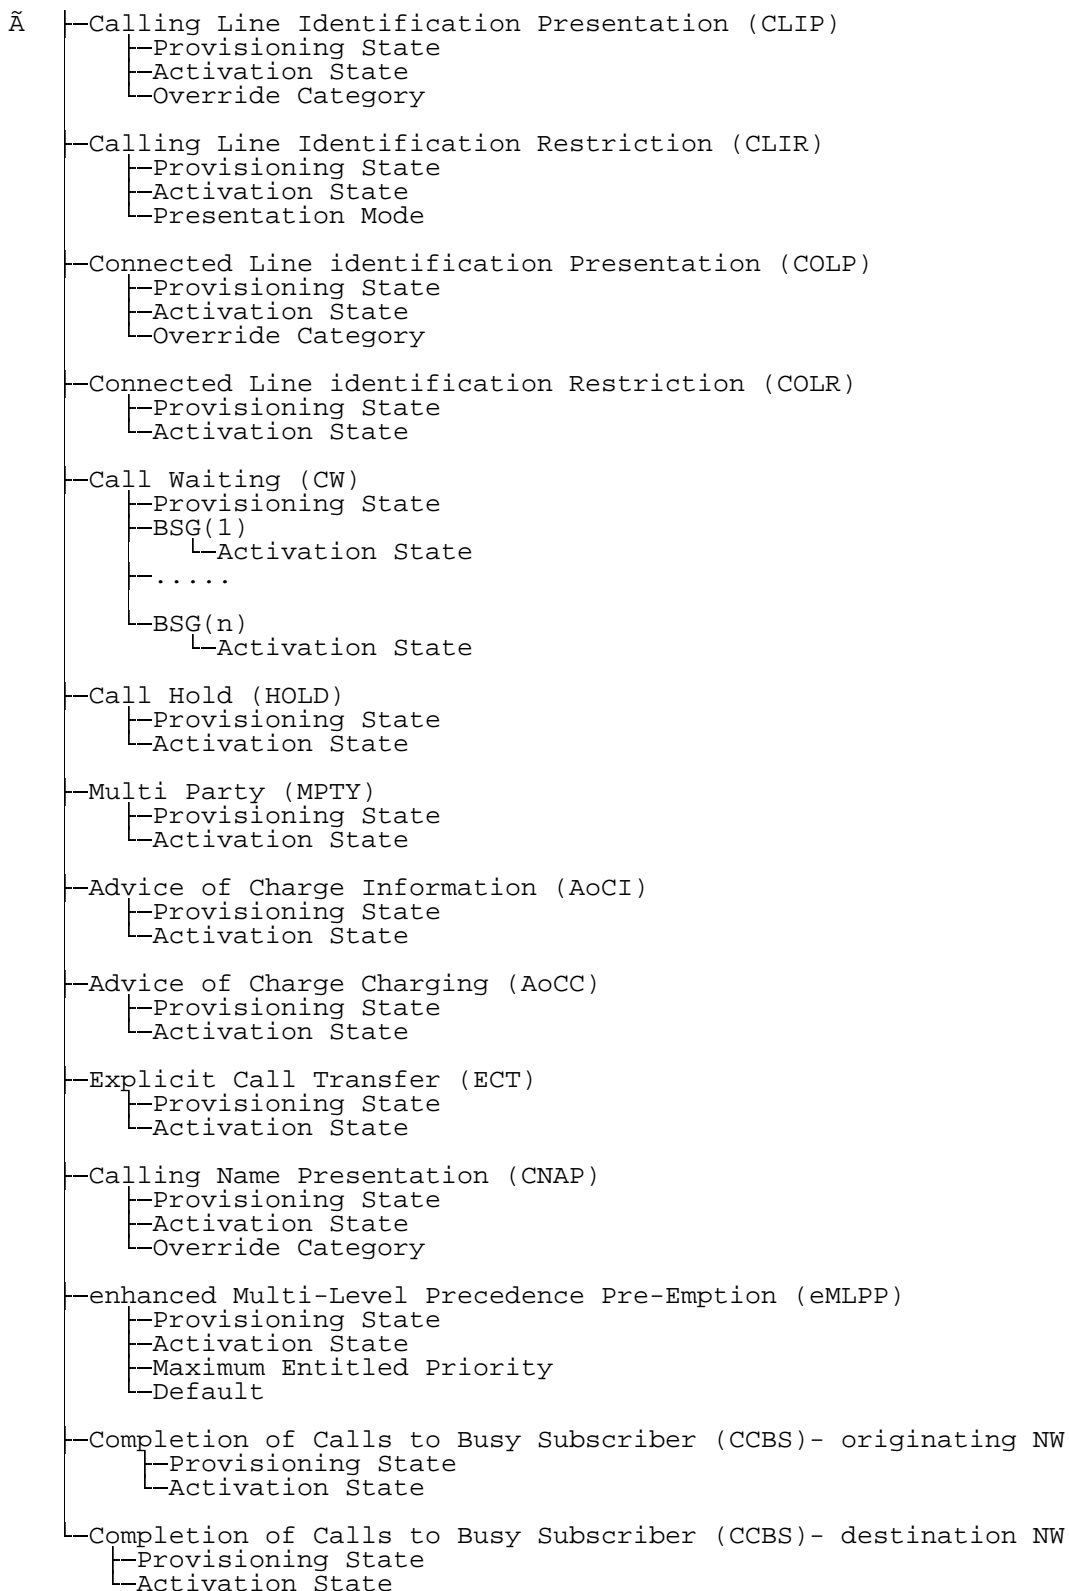 Ã Calling Line Identification Presentation (CLIP)
Provisioning State
Activation State
Override Category
Calling Line Identification Restriction (CLIR)
Provisioning State
Activation State
Presentation Mode
Connected Line identification Presentation (COLP)
Provisioning State
Activation State
Override Category
Connected Line identification Restriction (COLR)
Provisioning State
Activation State
Call Waiting (CW)
Provisioning State
BSG(1)
Activation State
.....
BSG(n)
Activation State
Call Hold (HOLD)
Provisioning State
Activation State
Multi Party (MPTY)
Provisioning State
Activation State
Advice of Charge Information (AoCI)
Provisioning State
Activation State
Advice of Charge Charging (AoCC)
Provisioning State
Activation State
Explicit Call Transfer (ECT)
Provisioning State
Activation State
Calling Name Presentation (CNAP)
Provisioning State
Activation State
Override Category
enhanced Multi-Level Precedence Pre-Emption (eMLPP)
Provisioning State
Activation State
Maximum Entitled Priority
Default
Completion of Calls to Busy Subscriber (CCBS)- originating NW
Provisioning State
Activation State
Completion of Calls to Busy Subscriber (CCBS)- destination NW
Provisioning State
Activation State